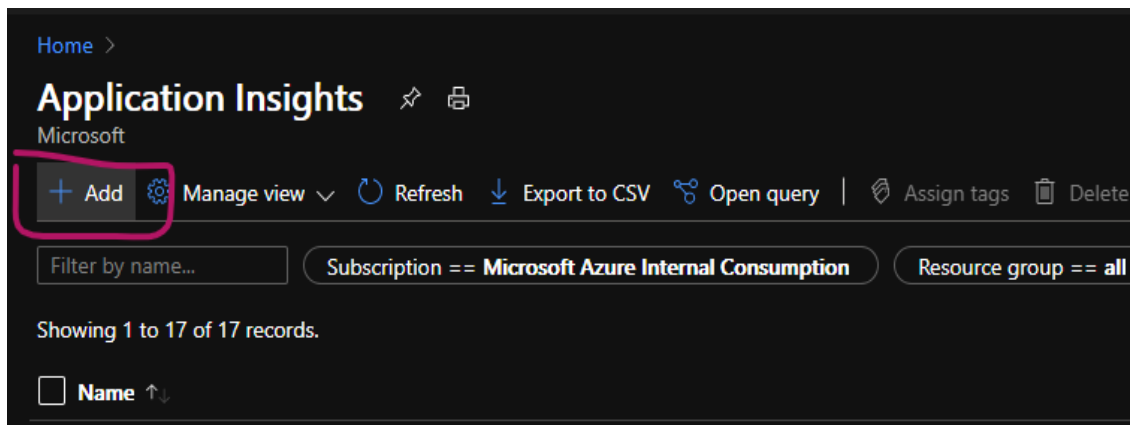 Home >
Application Insights
Microsoft
+ Add Manage view Refresh Export to CSV Open query | Assign tags Delete
Filter by name... Subscription == Microsoft Azure Internal Consumption Resource group == all
Showing 1 to 17 of 17 records.
Name ↑↓